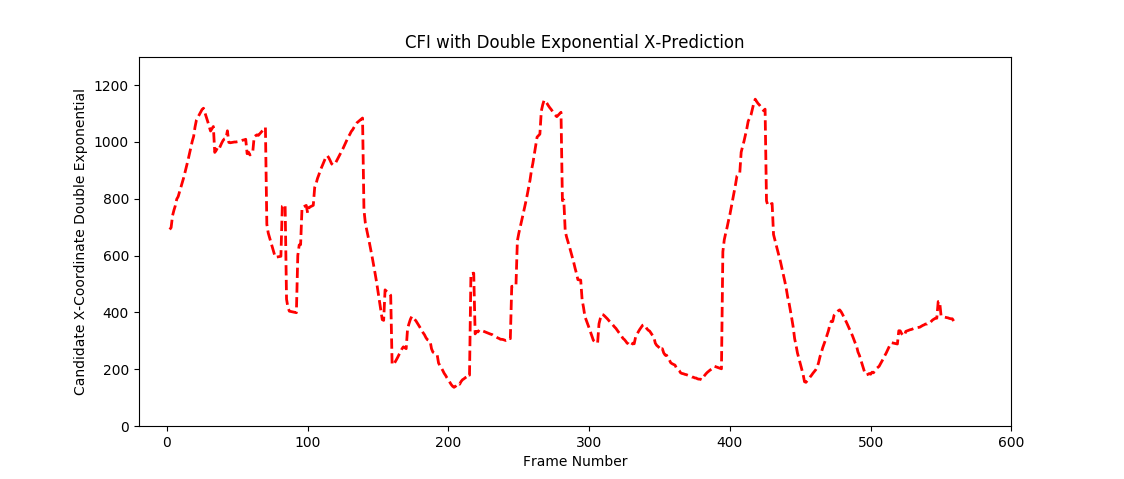 CFI with Double Exponential X-Prediction
Candidate X-Coordinate Double Exponential
1200
1000
800
600
400
200
0
0 100 200 300 400 500 600
Frame Number